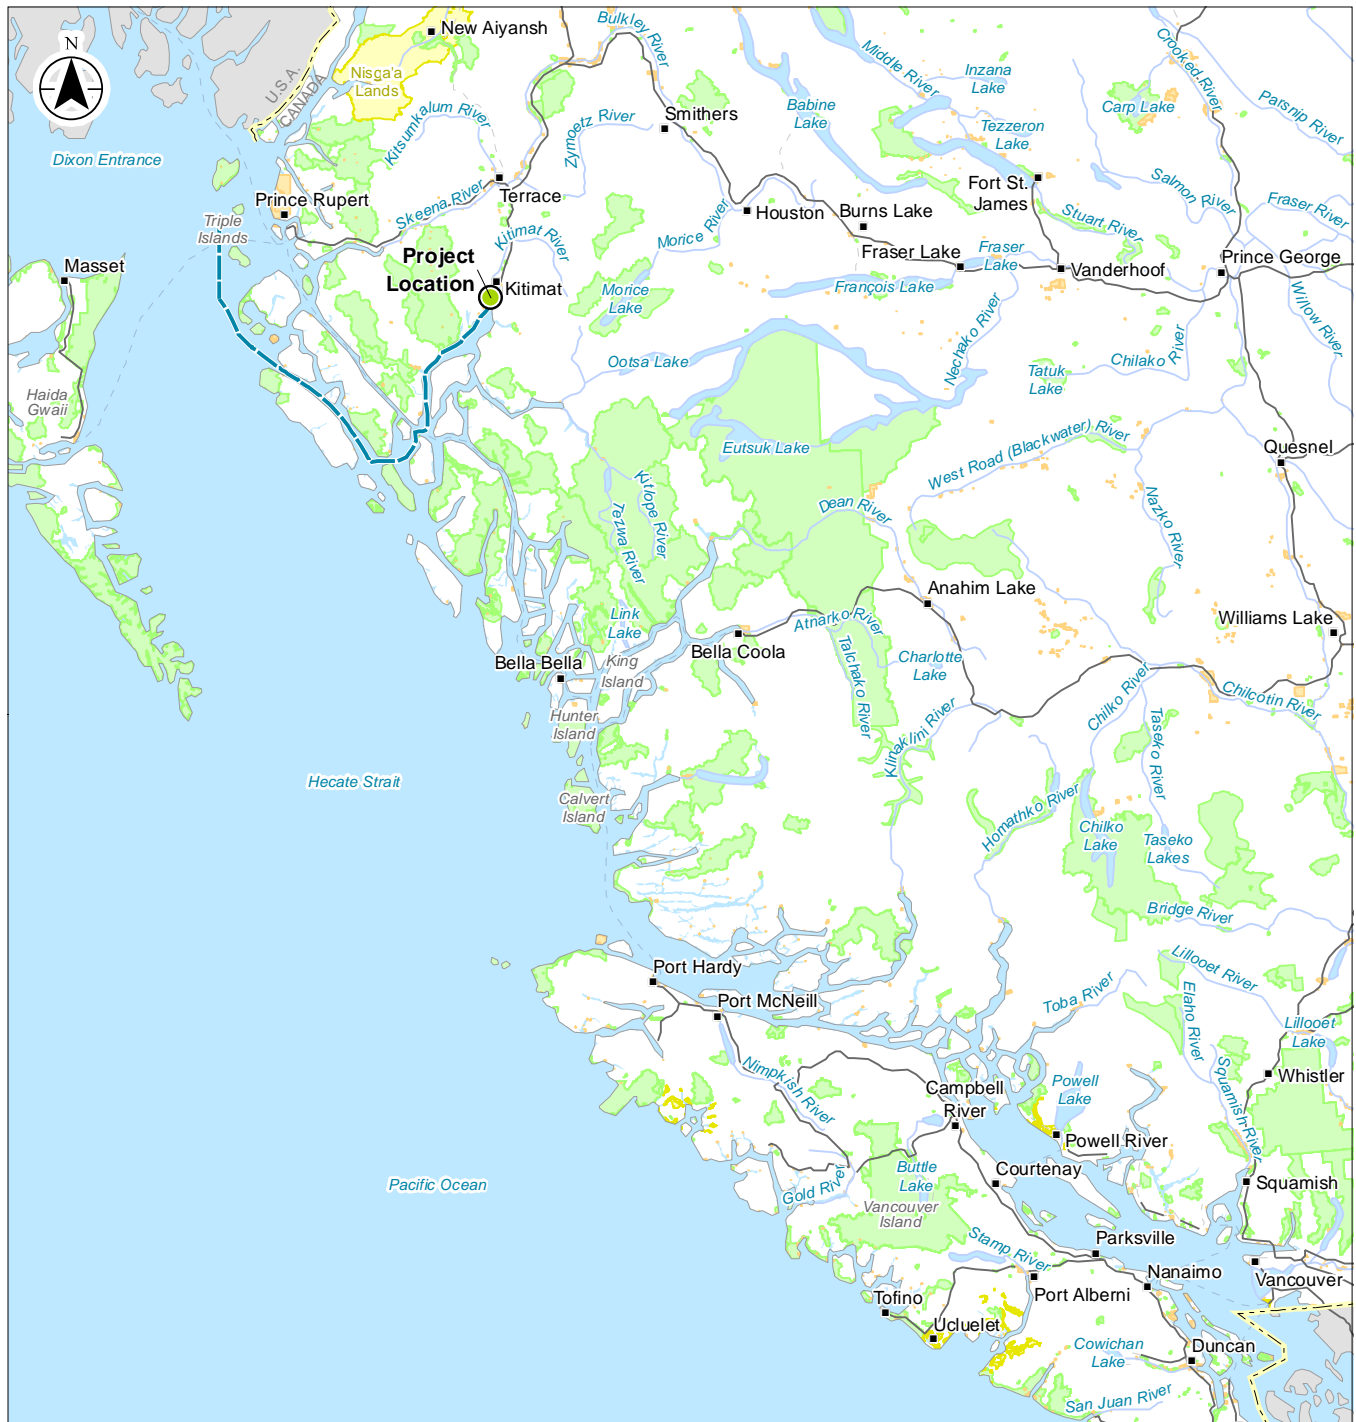 N
New Aiyansh
Nisga'a
Lands
U.S.A.
CANADA
Bulkley River
Middle River
Inzana
Lake
Crooked River
Parsnip River
Carp Lake
Babine
Lake
Tezzeron
Lake
Kitsumkalum River
Zymoetz River
Smithers
Dixon Entrance
Prince Rupert
Terrace
Skeena River
Triple
Islands
Kitimat River
Morice River
Houston
Burns Lake
Fort St.
James
Salmon River
Fraser River
Stuart River
Masset
Project
Location
Kitimat
Fraser Lake
Fraser
Lake
Vanderhoof
Prince George
Morice
Lake
François Lake
Nechako River
Willow River
Ootsa Lake
Tatuk
Lake
Chilako River
Haida
Gwaii
Eutsuk Lake
West Road (Blackwater) River
Quesnel
Kitlope River
Tezwa River
Dean River
Nazko River
Anahim Lake
Link
Lake
Atnarko River
Williams Lake
Bella Coola
Bella Bella
King
Island
Talchako River
Charlotte
Lake
Hunter
Island
Klinaklini River
Chilko River
Chilcotin River
Taseko River
Hecate Strait
Calvert
Island
Homathko River
Chilko
Lake
Taseko
Lakes
Bridge River
Port Hardy
Port McNeill
Toba River
Lillooet River
Elaho River
Lillooet
Lake
Nimpkish River
Campbell
River
Powell
Lake
Squamish River
Whistler
Powell River
Pacific Ocean
Gold River
Buttle
Lake
Courtenay
Vancouver
Island
Squamish
Stamp River
Parksville
Nanaimo
Vancouver
Port Alberni
Tofino
Ucluelet
Cowichan
Lake
Duncan
San Juan River